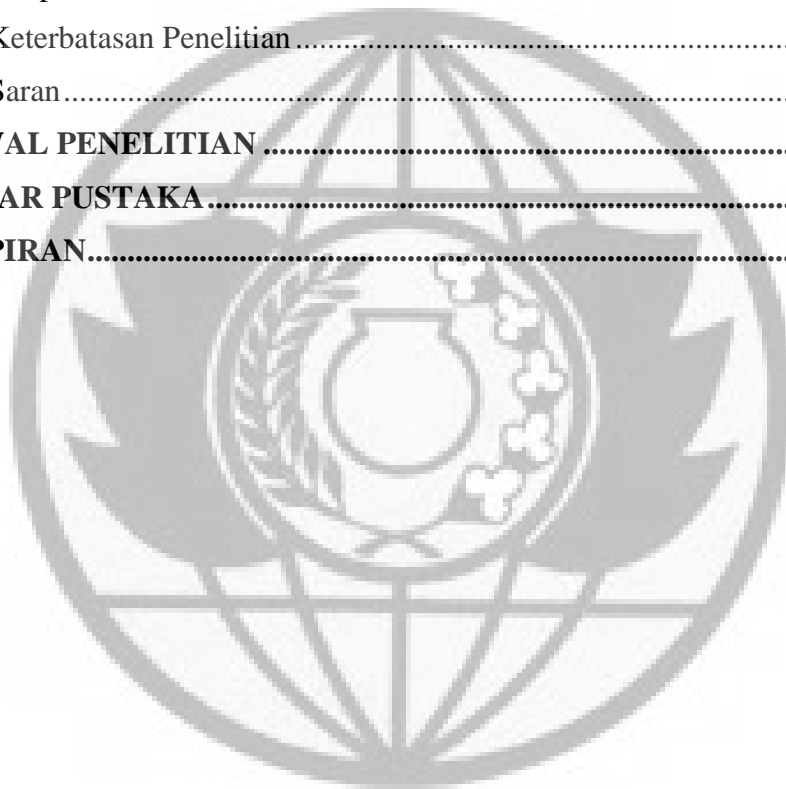 Keterbatasan Penelitian ........................................................................
Saran ........................................................................
VAL PENELITIAN ........................................................................
AR PUSTAKA ........................................................................
PIRAN ........................................................................